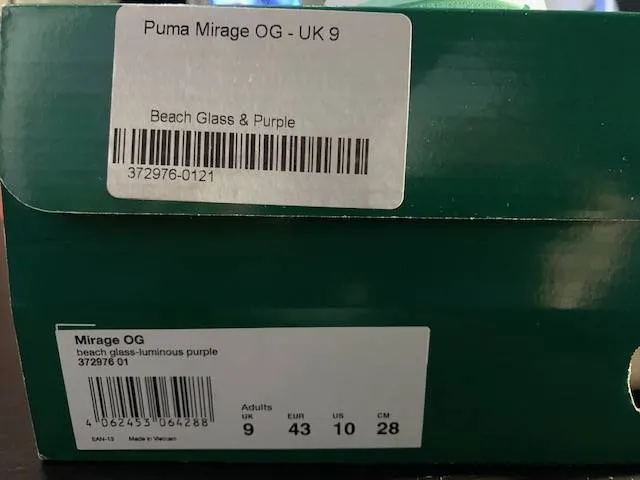 Puma Mirage OG - UK 9
Beach Glass & Purple
372976-0121
Mirage OG
beach glass-luminous purple
372976 01
4 062453 064288
EAN-13 Made in Vietnam
Adults
UK EUR US CM
9 43 10 28